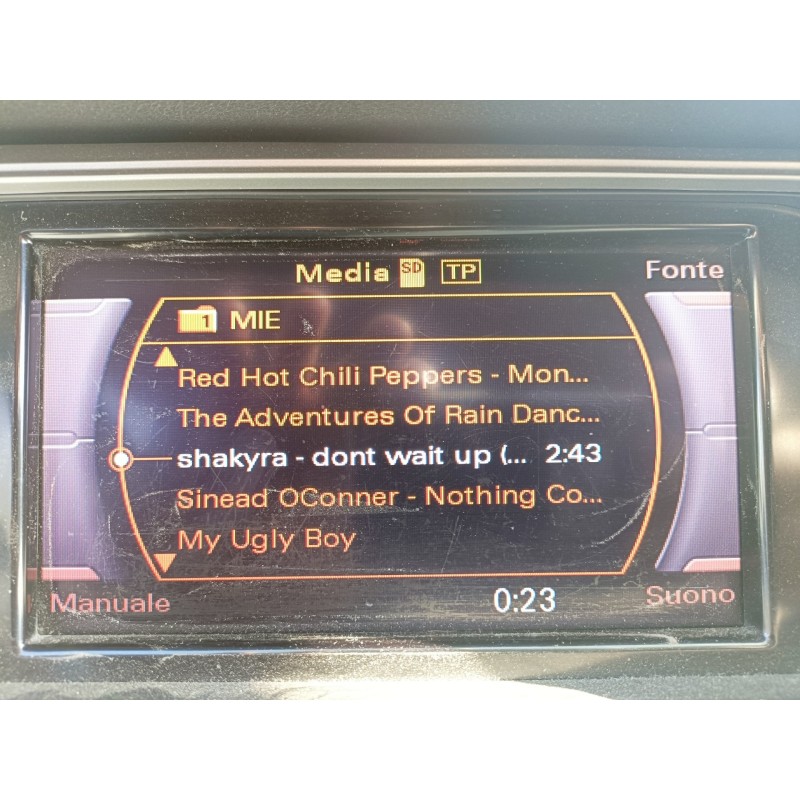 Media SD TP Fonte
1 MIE
Red Hot Chili Peppers - Mon...
The Adventures Of Rain Danc...
shakyra - dont wait up (... 2:43
Sinead OConner - Nothing Co...
My Ugly Boy
Manuale 0:23 Suono